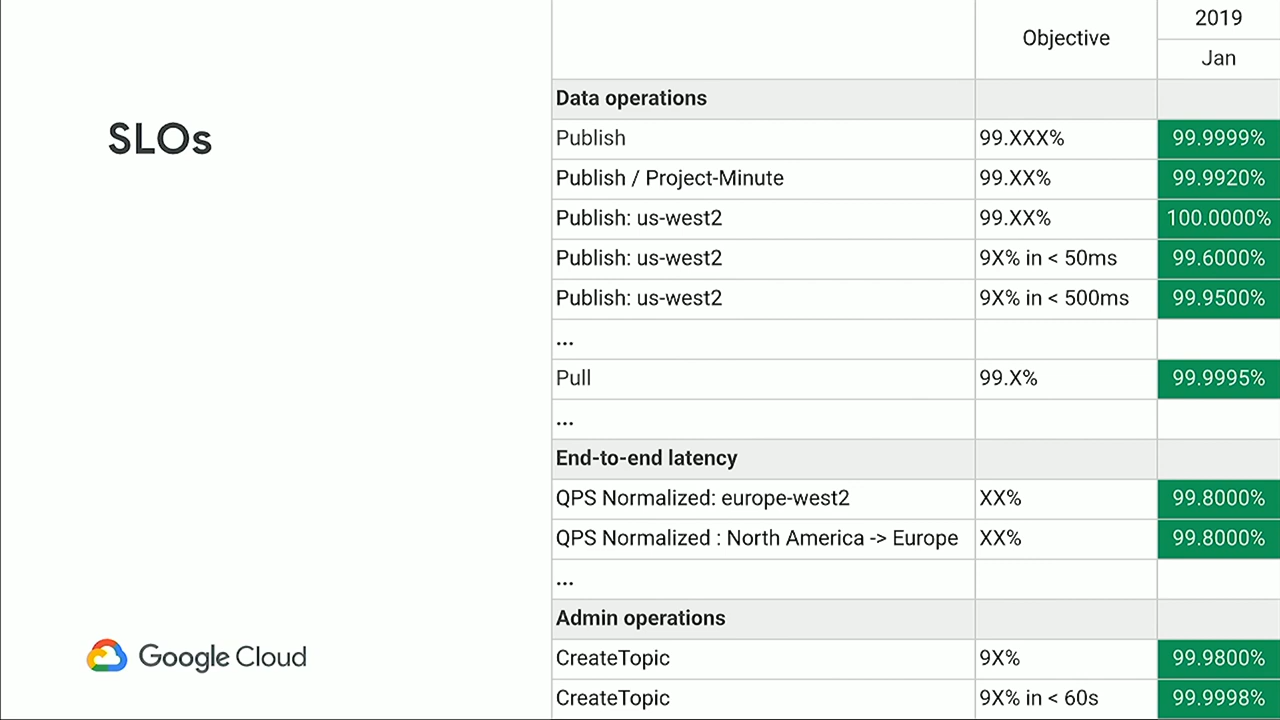 SLOs
Objective
2019
Jan
Data operations
Publish 99.XXX% 99.9999%
Publish / Project-Minute 99.XX% 99.9920%
Publish: us-west2 99.XX% 100.0000%
Publish: us-west2 9X% in < 50ms 99.6000%
Publish: us-west2 9X% in < 500ms 99.9500%
...
Pull 99.X% 99.9995%
...
End-to-end latency
QPS Normalized: europe-west2 XX% 99.8000%
QPS Normalized : North America -> Europe XX% 99.8000%
...
Admin operations
CreateTopic 9X% 99.9800%
CreateTopic 9X% in < 60s 99.9998%
Google Cloud